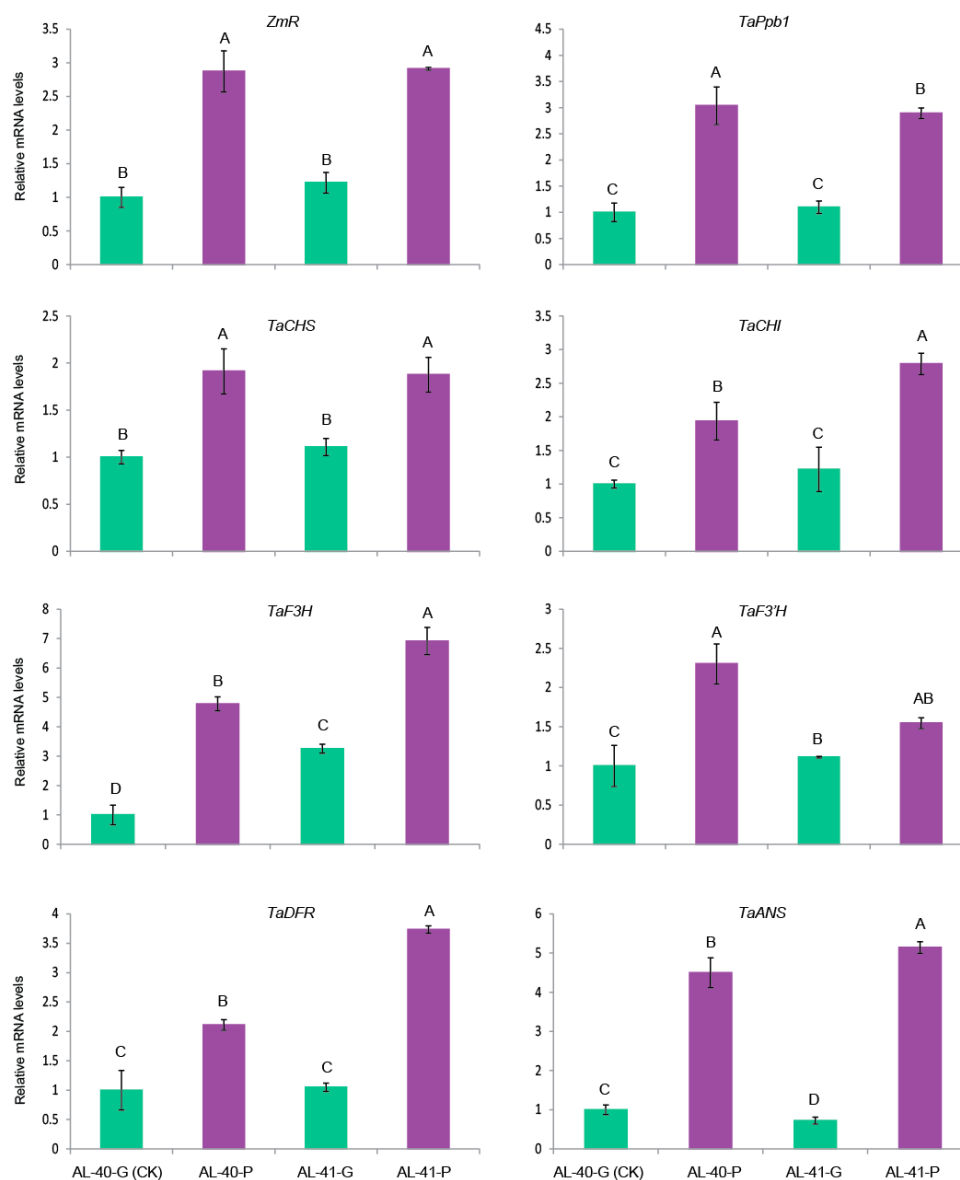 ZmR
Relative mRNA levels
3.5
3
2.5
2
1.5
1
0.5
0
B
A
B
A
TaPpb1
4.5
4
3.5
3
2.5
2
1.5
1
0.5
0
C
A
C
B
TaCHS
Relative mRNA levels
2.5
2
1.5
1
0.5
0
B
A
B
A
TaCHI
3.5
3
2.5
2
1.5
1
0.5
0
C
B
C
A
TaF3H
Relative mRNA levels
8
7
6
5
4
3
2
1
0
D
B
C
A
TaF3'H
3
2.5
2
1.5
1
0.5
0
C
A
B
AB
TaDFR
Relative mRNA levels
4
3.5
3
2.5
2
1.5
1
0.5
0
C
B
C
A
AL-40-G (CK) AL-40-P AL-41-G AL-41-P
TaANS
6
5
4
3
2
1
0
C
B
D
A
AL-40-G (CK) AL-40-P AL-41-G AL-41-P